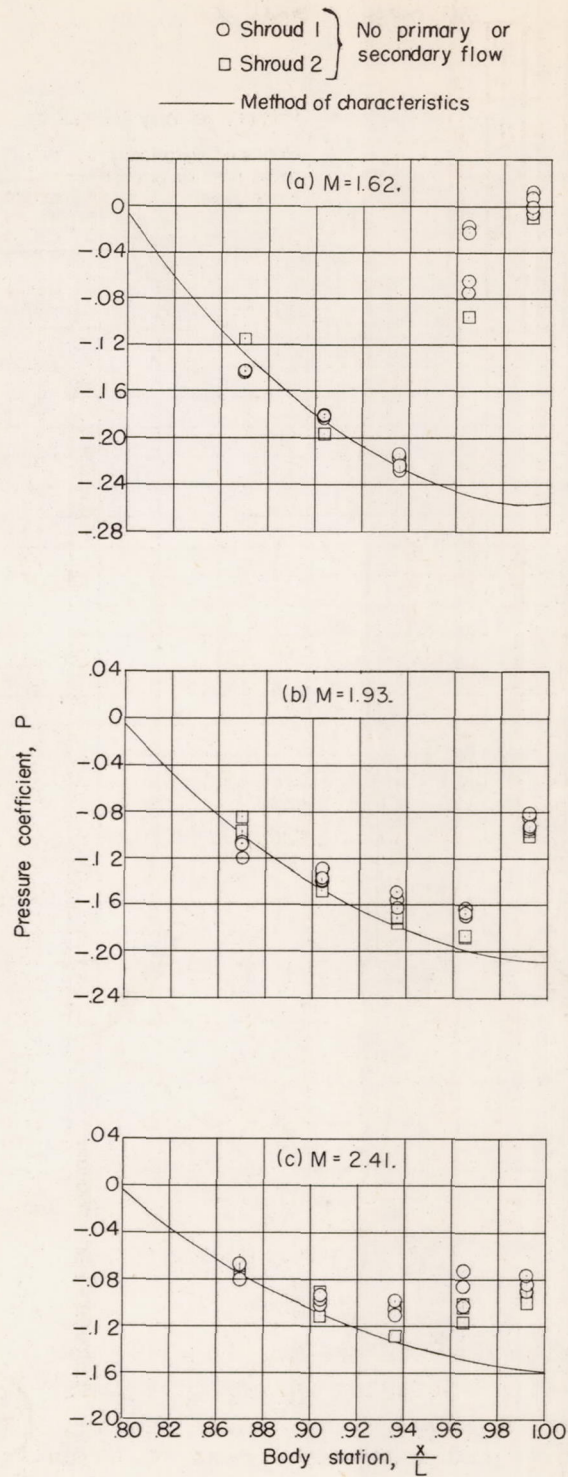 ○ Shroud 1
□ Shroud 2
No primary or
secondary flow
Method of characteristics
(a) M=1.62.
0
-.04
-.08
-.12
-.16
-.20
-.24
-.28
(b) M=1.93.
.04
0
-.04
-.08
-.12
-.16
-.20
-.24
Pressure coefficient, P
(c) M= 2.41.
.04
0
-.04
-.08
-.12
-.16
-.20
.80 .82 .86 .88 .90 .92 .94 .96 .98 1.00
Body station, x/L